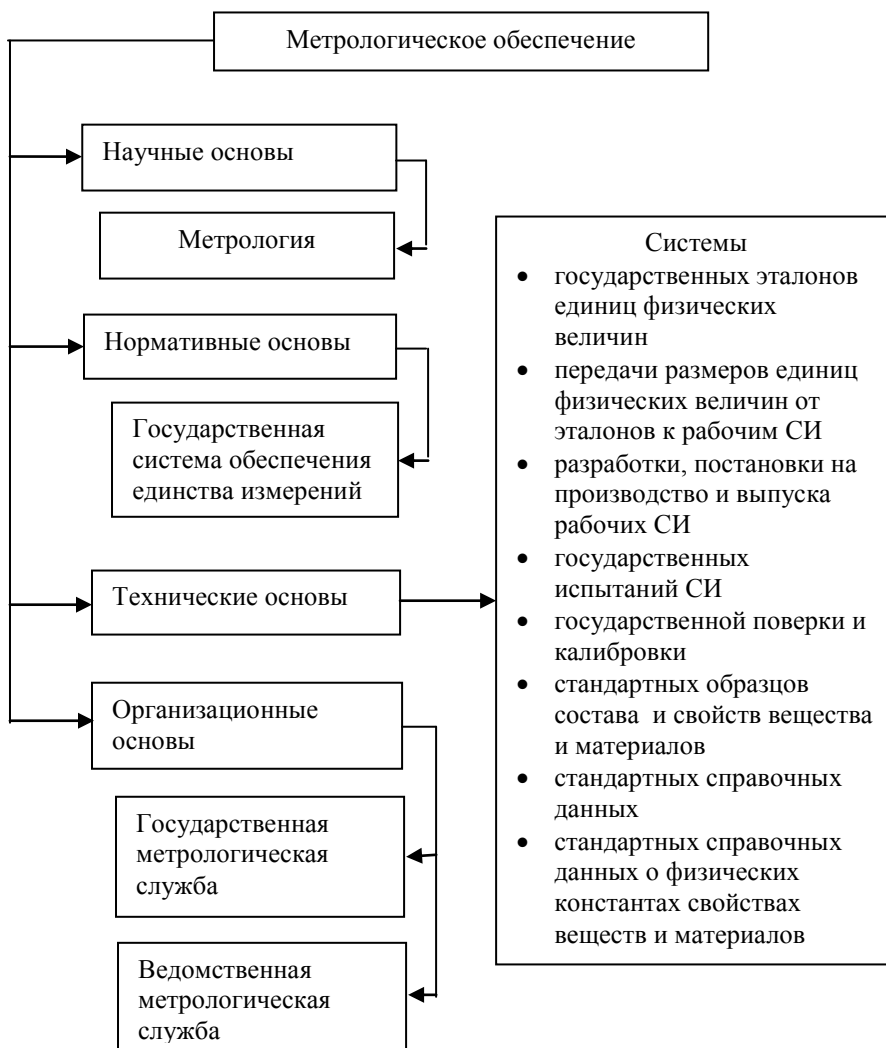 Метрологическое обеспечение
Научные основы
Метрология
Нормативные основы
Государственная
система обеспечения
единства измерений
Технические основы
Организационные
основы
Государственная
метрологическая
служба
Ведомственная
метрологическая
служба
Системы
• государственных эталонов
единиц физических
величин
• передачи размеров единиц
физических величин от
эталонов к рабочим СИ
• разработки, постановки на
производство и выпуска
рабочих СИ
• государственных
испытаний СИ
• государственной поверки и
калибровки
• стандартных образцов
состава и свойств вещества
и материалов
• стандартных справочных
данных
• стандартных справочных
данных о физических
константах свойствах
веществ и материалов